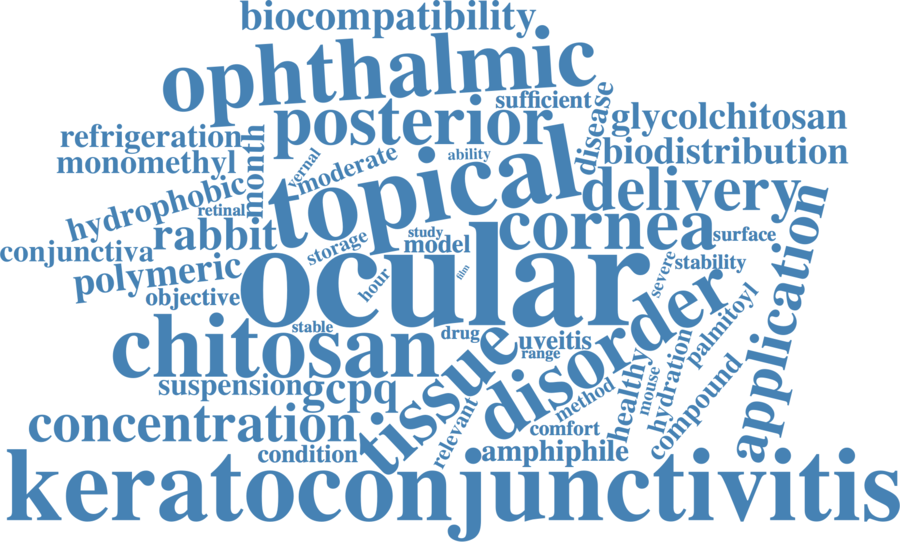 biocompatibility
ophthalmic
sufficient
disease
posterior
glycolchitosan
refrigeration
month
vernal
moderate
ability
biodistribution
monomethyl
topical
delivery
hydrophobic
retinal
rabbit
storage
study
model
cornea
surface
application
conjunctiva
polymeric
objective
ocular
hour
film
severe
stability
stable
drug
uveitis
range
disorder
palmitoyl
chitosan
tissue
suspension
gcpq
method
healthy
mouse
hydration
compound
concentration
condition
relevant
comfort
amphiphile
keratoconjunctivitis